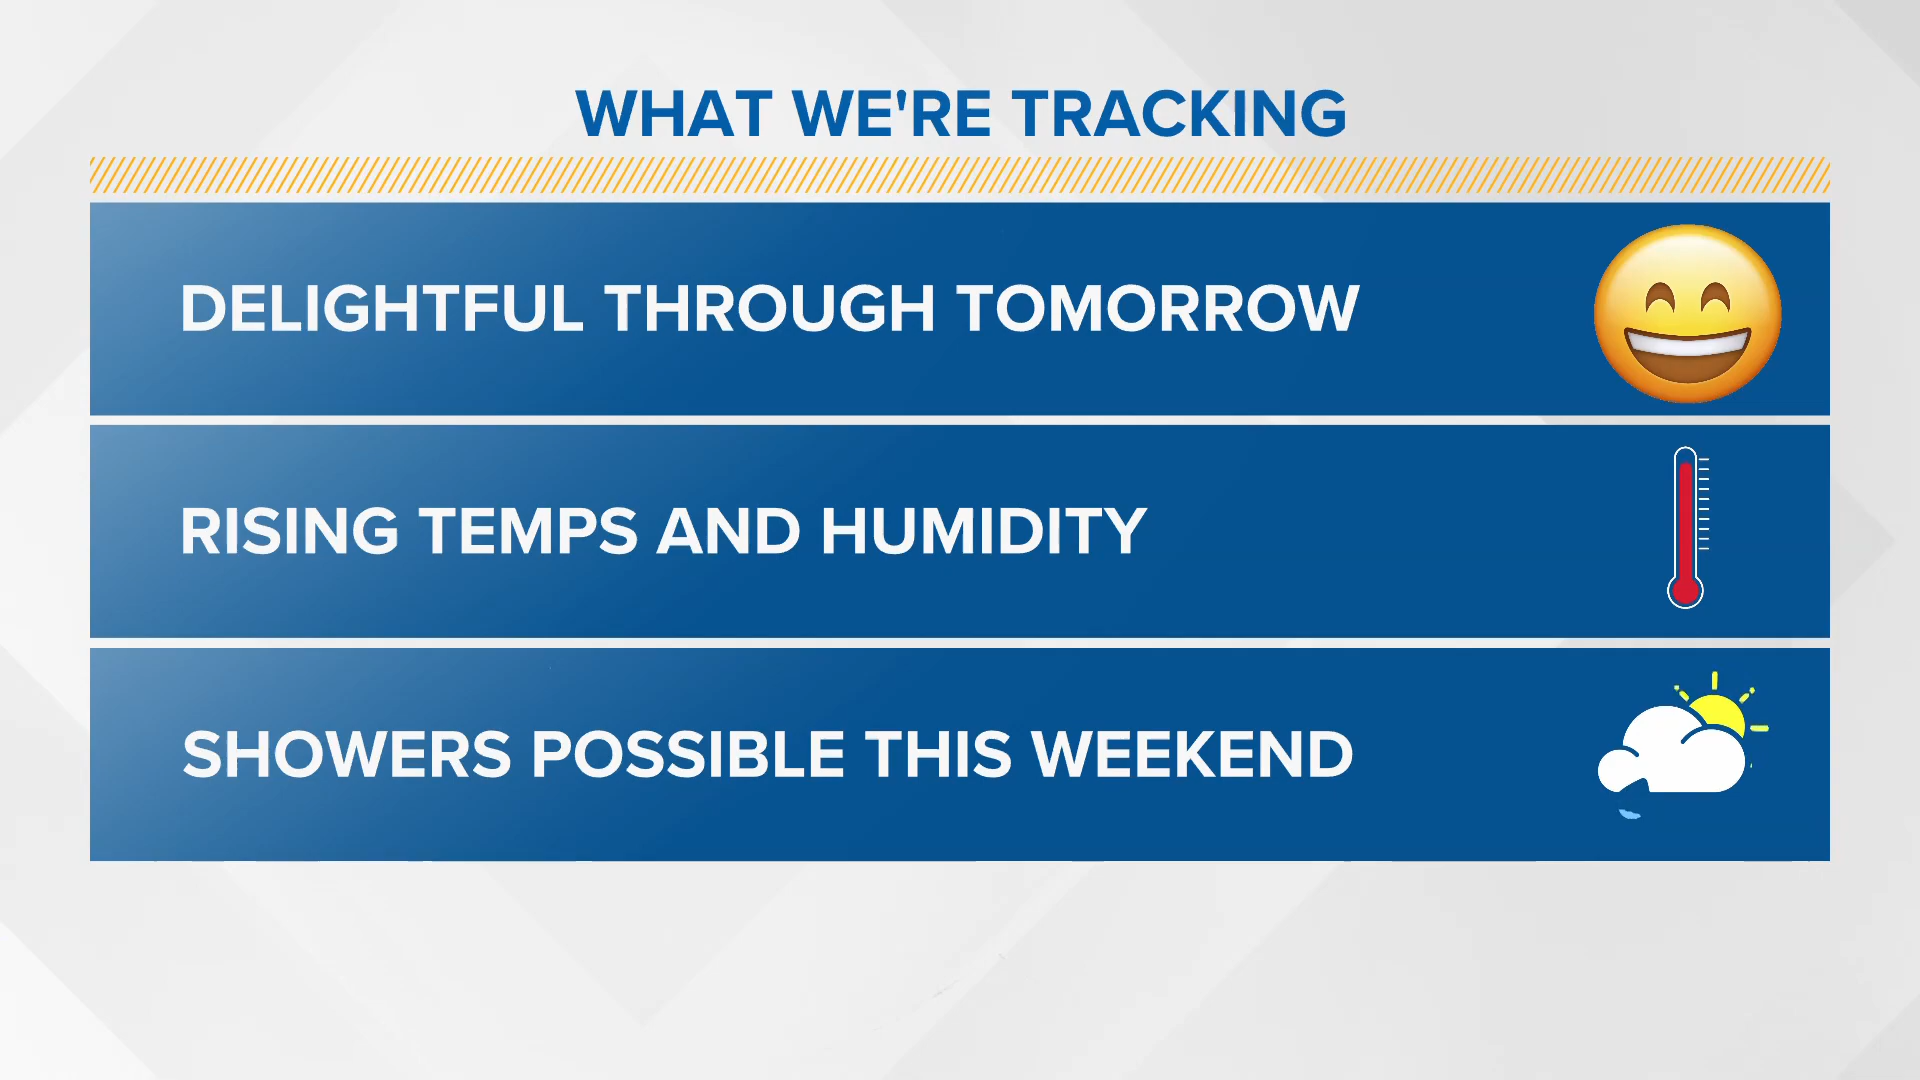 WHAT WE'RE TRACKING
DELIGHTFUL THROUGH TOMORROW
RISING TEMPS AND HUMIDITY
SHOWERS POSSIBLE THIS WEEKEND